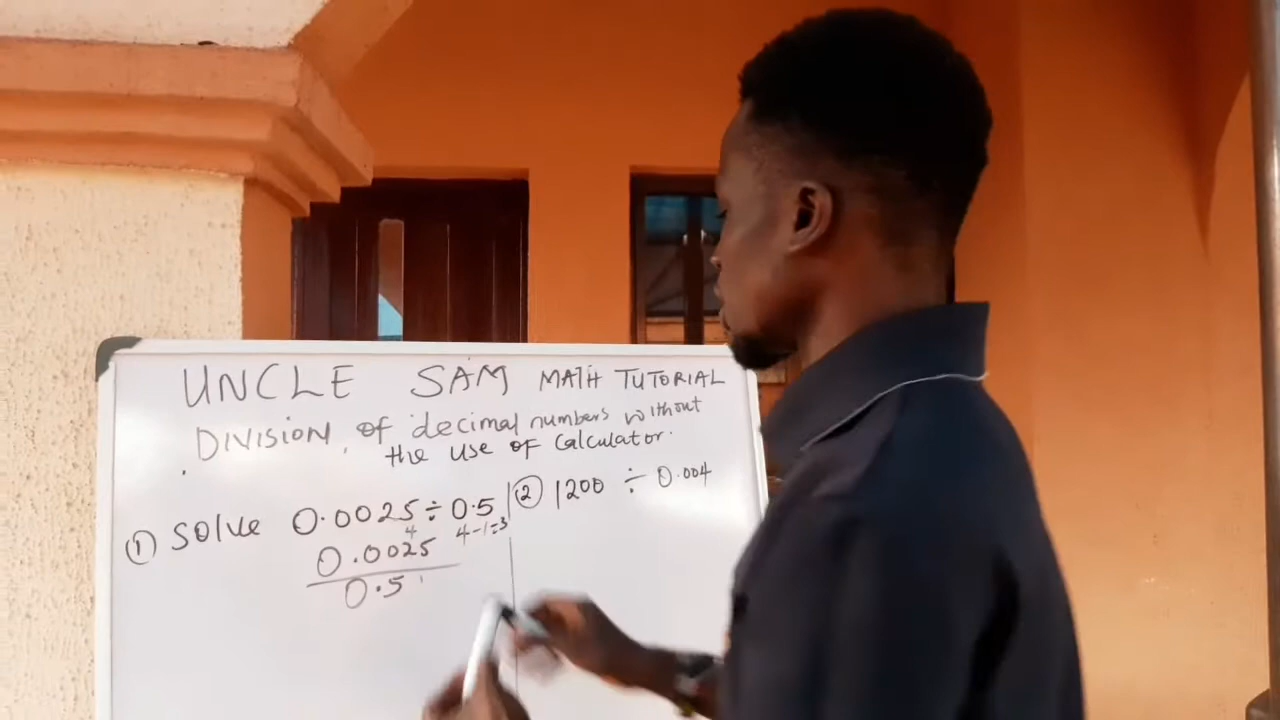 UNCLE SAM MATH TUTORIAL
DIVISION of decimal numbers without
the use of calculator.
① Solve 0.0025 ÷ 0.5
4
4-1=3
0.0025
0.5
1
② 1200 ÷ 0.004